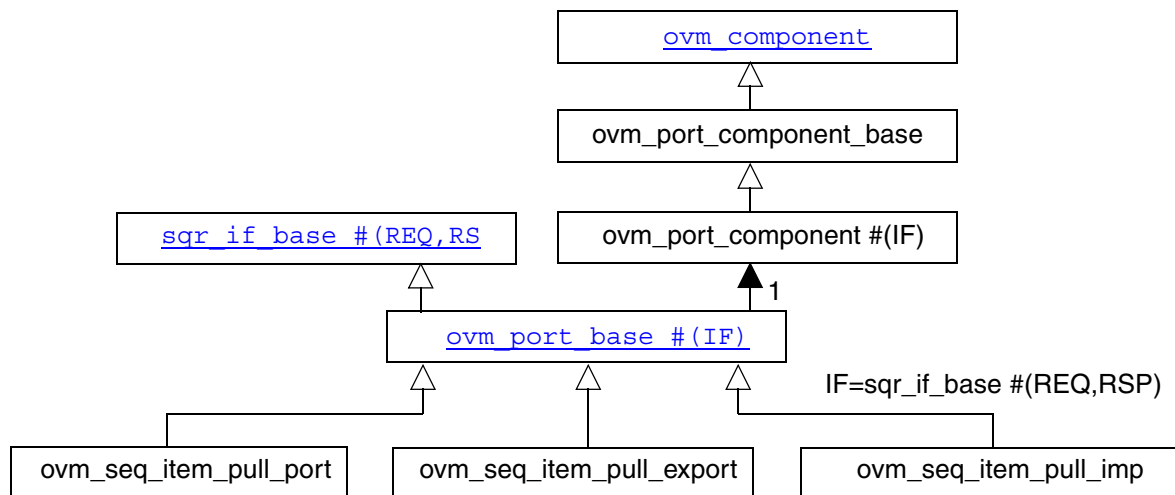 ovm_component
ovm_port_component_base
sqr_if_base #(REQ,RS
ovm_port_component #(IF)
1
ovm_port_base #(IF)
IF=sqr_if_base #(REQ,RSP)
ovm_seq_item_pull_port
ovm_seq_item_pull_export
ovm_seq_item_pull_imp